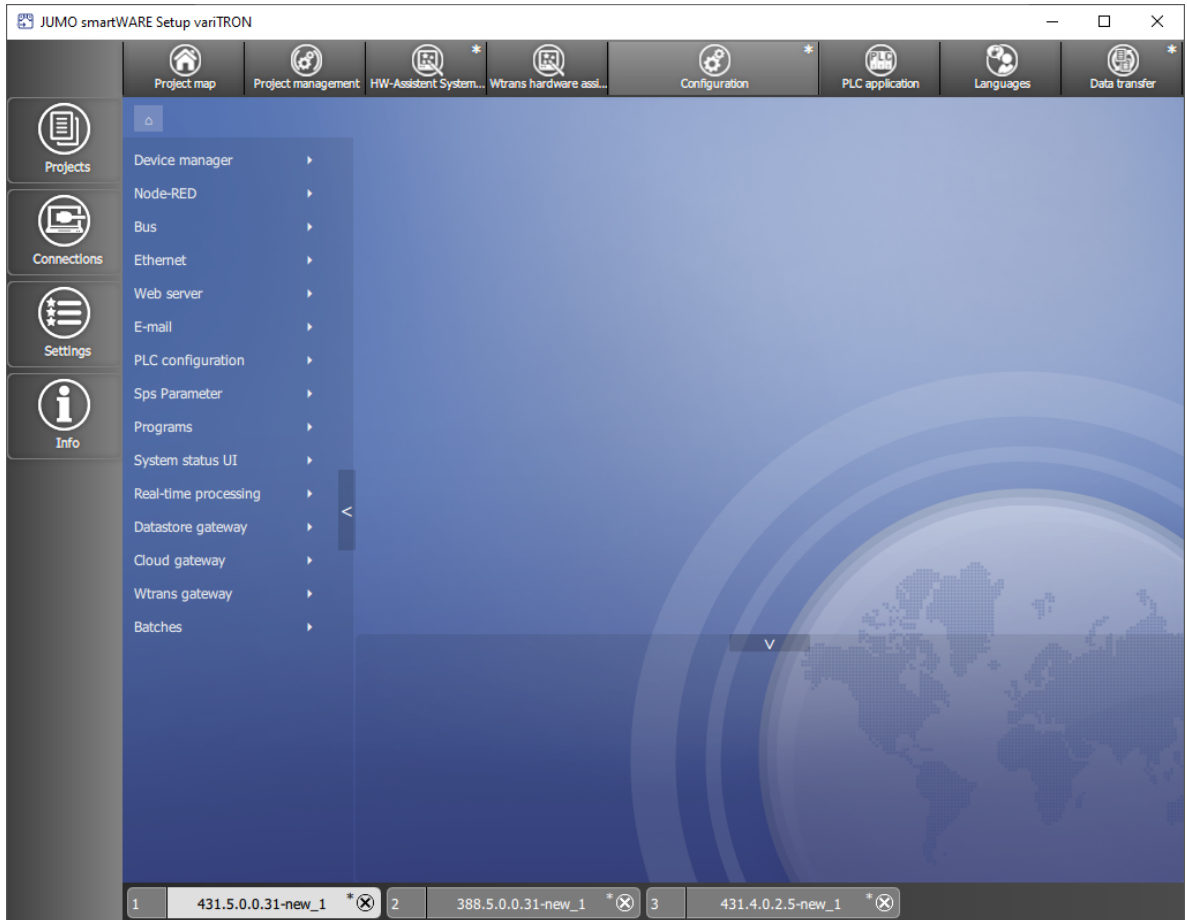 JUMO smartWARE Setup variTRON
Project map
Project management
HW-Assistent System... *
Wtrans hardware assi...
Configuration *
PLC application
Languages
Data transfer *
Projects
Connections
Settings
Info
Device manager
Node-RED
Bus
Ethernet
Web server
E-mail
PLC configuration
Sps Parameter
Programs
System status UI
Real-time processing
Datastore gateway
Cloud gateway
Wtrans gateway
Batches
<
V
1 431.5.0.0.31-new_1 *
2 388.5.0.0.31-new_1 *
3 431.4.0.2.5-new_1 *